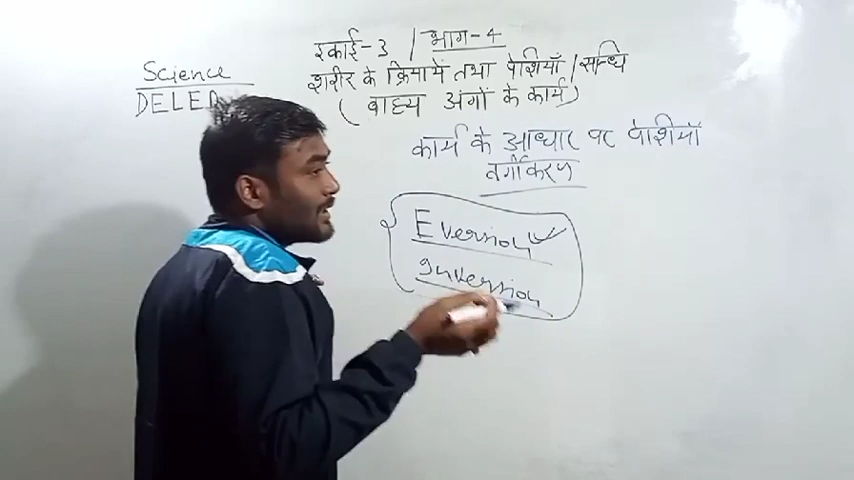 Science
DELED
इकाई-3 / भाग-4
शरीर के क्रियायें तथा पेशियाँ / सन्धि
( वाह्य अंगों के कार्य )
कार्य के आधार पर पेशियों
वर्गीकरण
Eversion
Inversion